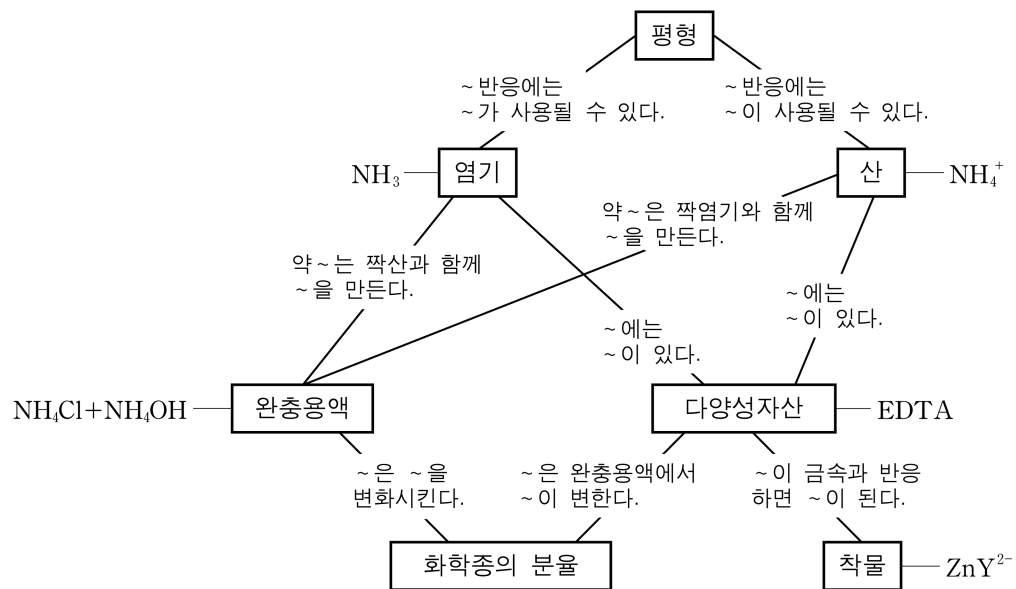 평형
~반응에는
~가 사용될 수 있다.
~반응에는
~이 사용될 수 있다.
NH₃
염기
산
NH₄⁺
약~은 짝염기와 함께
~을 만든다.
약~는 짝산과 함께
~을 만든다.
~에는
~이 있다.
~에는
~이 있다.
NH₄Cl+NH₄OH
완충용액
다양성자산
EDTA
~은 ~을
변화시킨다.
~은 완충용액에서
~이 변한다.
~이 금속과 반응
하면 ~이 된다.
화학종의 분율
착물
ZnY²⁻